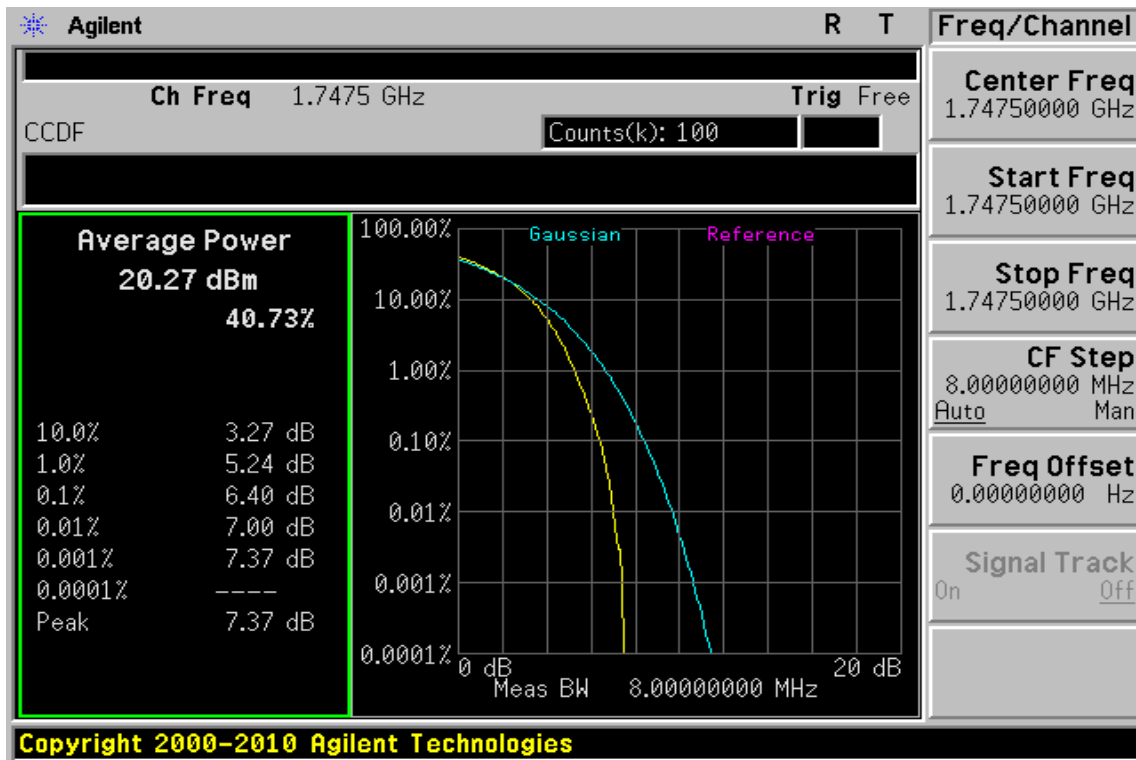 Agilent R T
Ch Freq 1.7475 GHz Trig Free
CCDF Counts(k): 100
Average Power
20.27 dBm
40.73%
10.0% 3.27 dB
1.0% 5.24 dB
0.1% 6.40 dB
0.01% 7.00 dB
0.001% 7.37 dB
0.0001% ----
Peak 7.37 dB
Gaussian Reference
100.00%
10.00%
1.00%
0.10%
0.01%
0.001%
0.0001%
0 dB 20 dB
Meas BW 8.00000000 MHz
Freq/Channel
Center Freq
1.74750000 GHz
Start Freq
1.74750000 GHz
Stop Freq
1.74750000 GHz
CF Step
8.00000000 MHz
Auto Man
Freq Offset
0.00000000 Hz
Signal Track
On Off
Copyright 2000-2010 Agilent Technologies